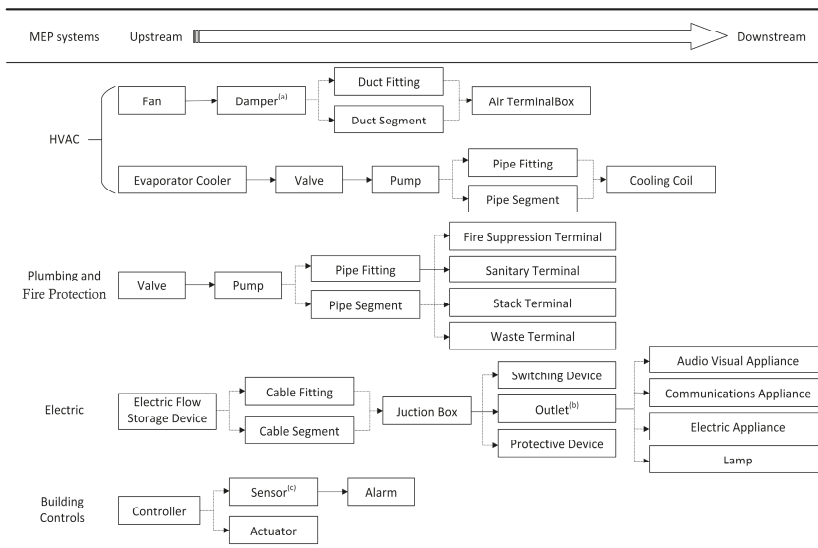 MEP systems Upstream Downstream
HVAC
Fan
Damper(a)
Duct Fitting
Duct Segment
Air TerminalBox
Evaporator Cooler
Valve
Pump
Pipe Fitting
Pipe Segment
Cooling Coil
Plumbing and
Fire Protection
Valve
Pump
Pipe Fitting
Pipe Segment
Fire Suppression Terminal
Sanitary Terminal
Stack Terminal
Waste Terminal
Electric
Electric Flow
Storage Device
Cable Fitting
Cable Segment
Juction Box
Switching Device
Outlet(b)
Protective Device
Audio Visual Appliance
Communications Appliance
Electric Appliance
Lamp
Building
Controls
Controller
Sensor(c)
Alarm
Actuator